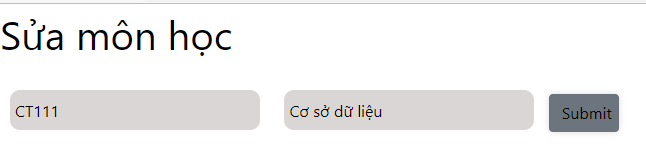 Sửa môn học
CT111 Cơ sở dữ liệu Submit